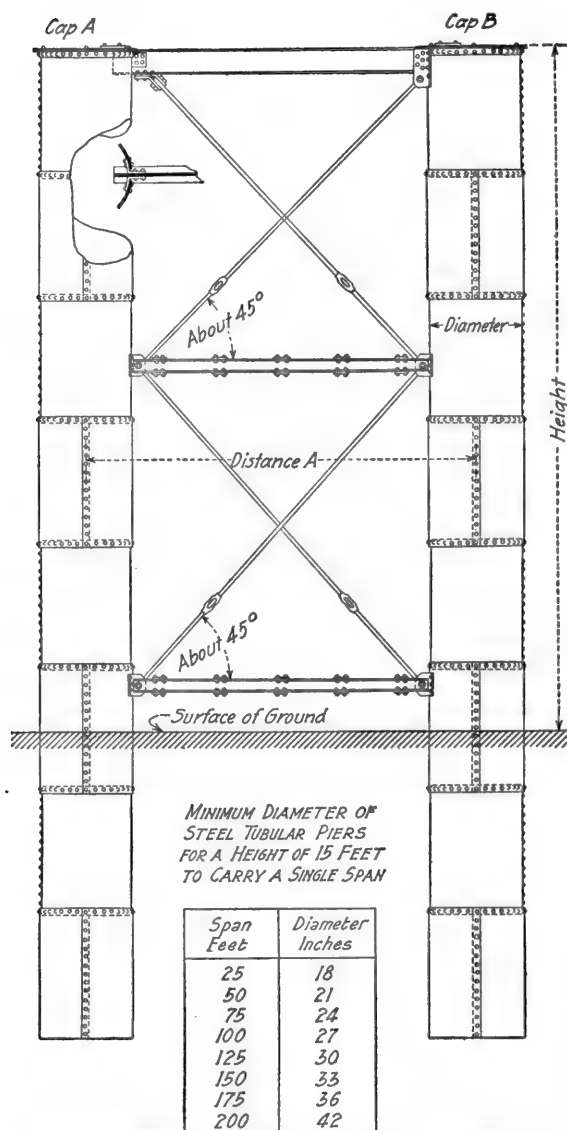 Cap A
Cap B
About 45°
Diameter
Height
Distance A
About 45°
Surface of Ground
MINIMUM DIAMETER OF
STEEL TUBULAR PIERS
FOR A HEIGHT OF 15 FEET
TO CARRY A SINGLE SPAN
Span Feet Diameter Inches
25 18
50 21
75 24
100 27
125 30
150 33
175 36
200 42